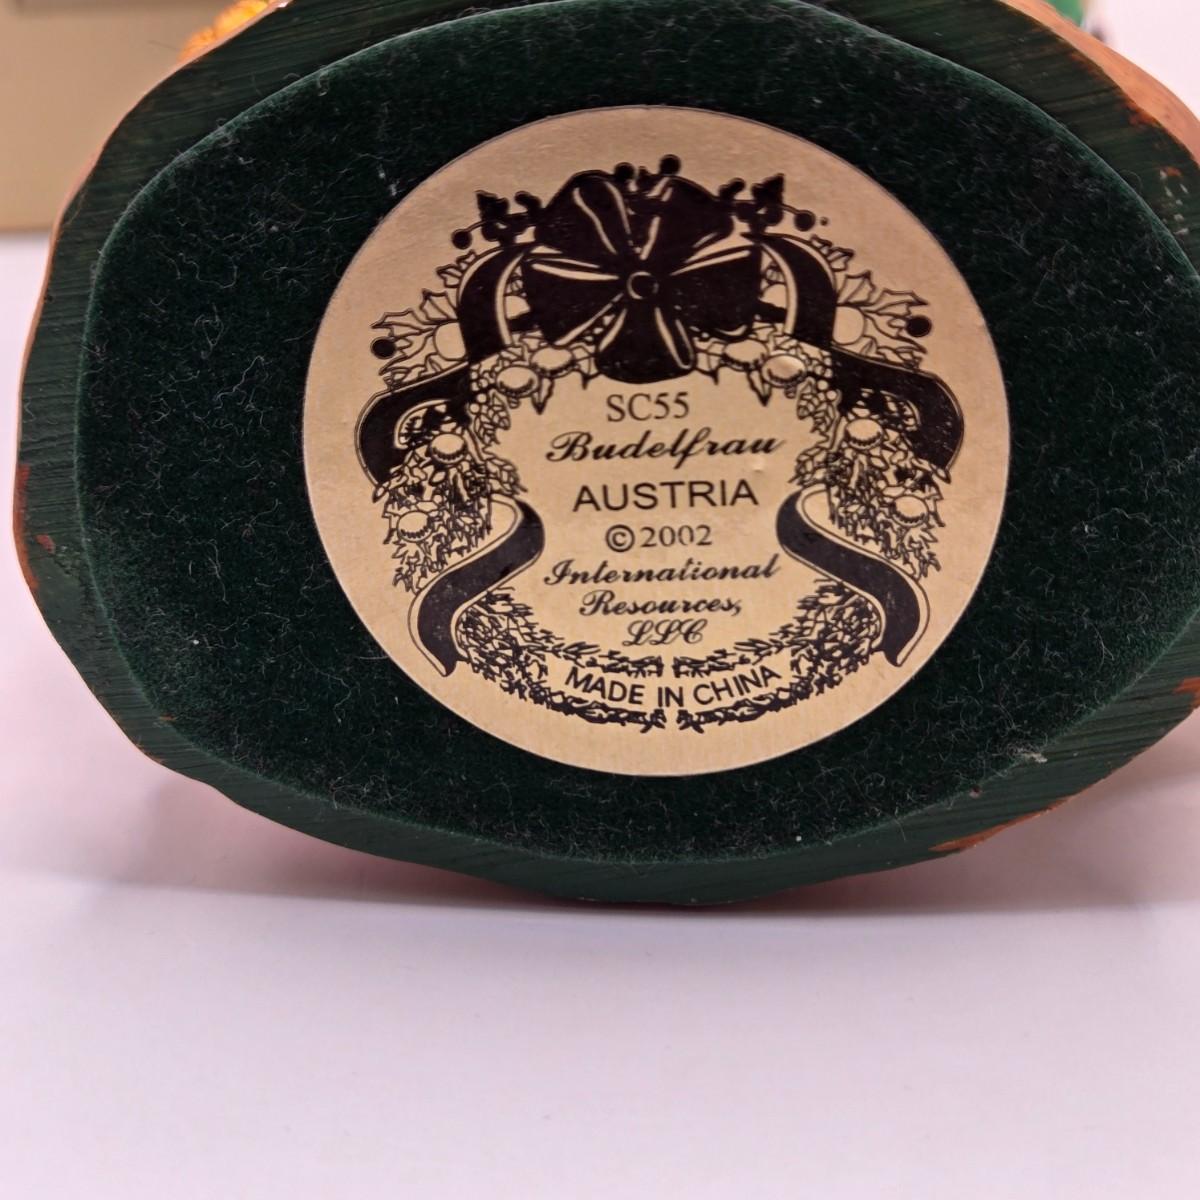 SC55
Budelfrau
AUSTRIA
©2002
International
Resources,
LLC
MADE IN CHINA